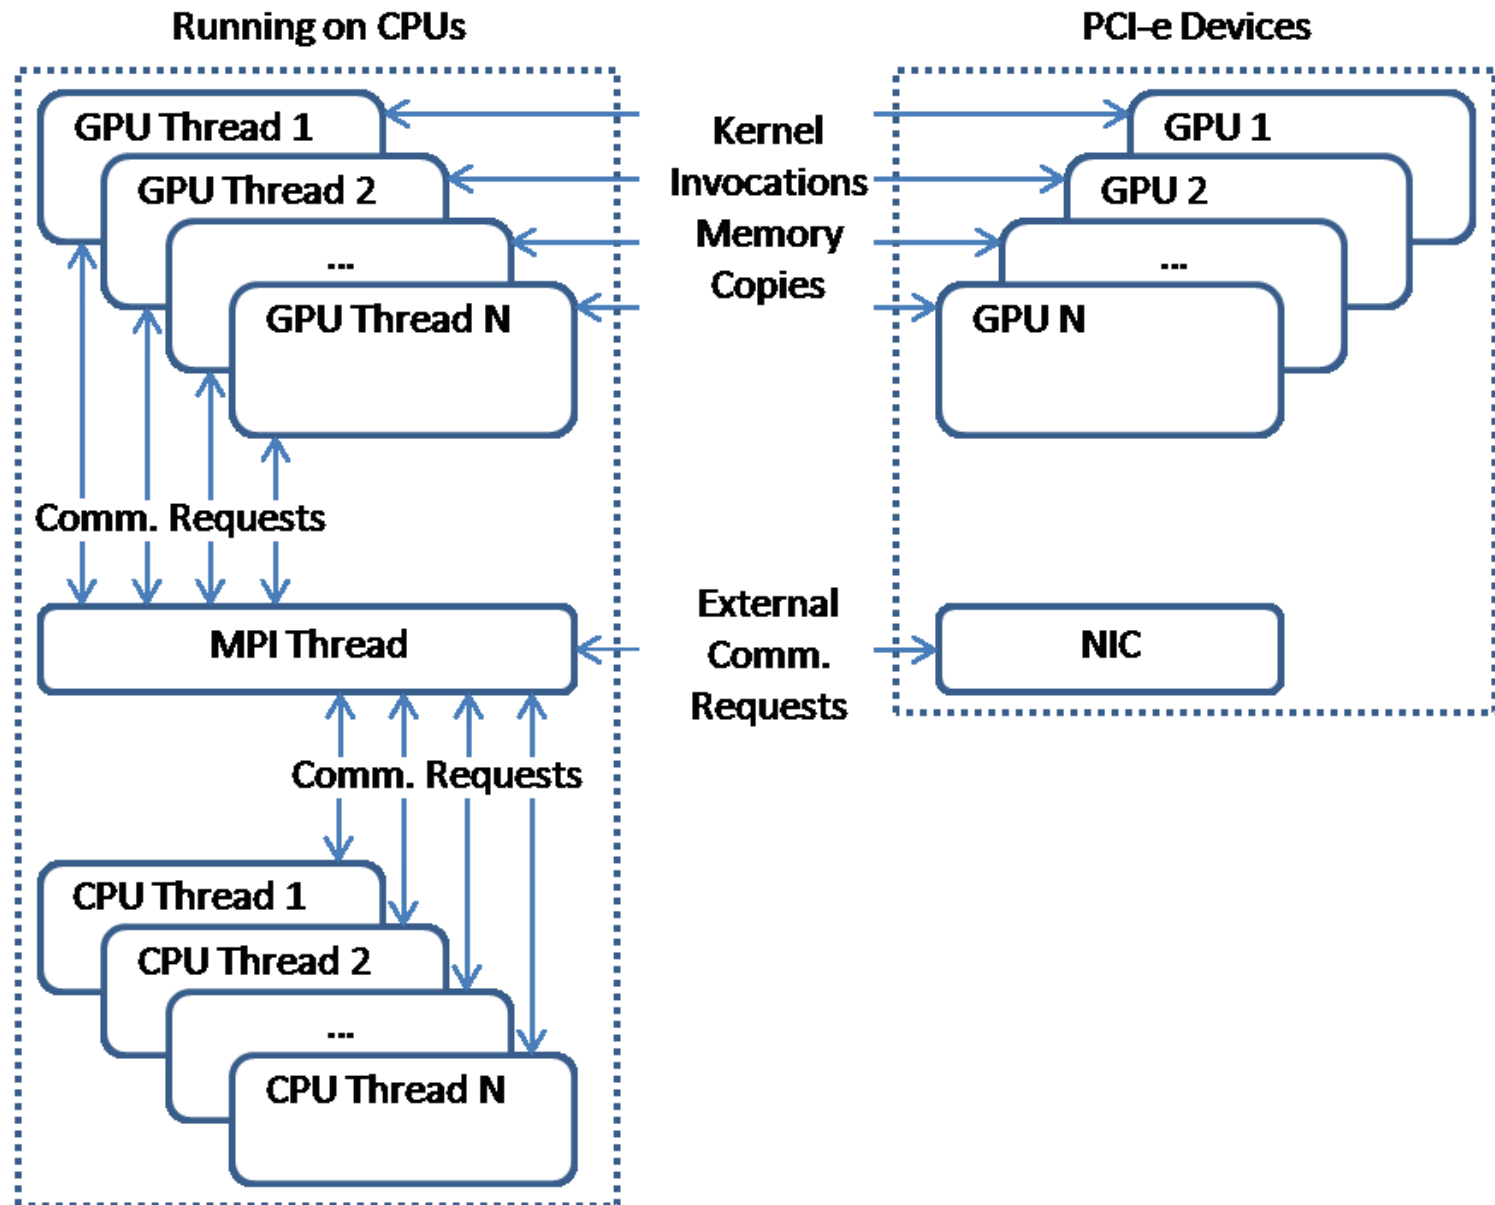 Running on CPUs
PCI-e Devices
GPU Thread 1
GPU Thread 2
...
GPU Thread N
Kernel
Invocations
Memory
Copies
GPU 1
GPU 2
...
GPU N
Comm. Requests
MPI Thread
External
Comm.
Requests
NIC
Comm. Requests
CPU Thread 1
CPU Thread 2
...
CPU Thread N